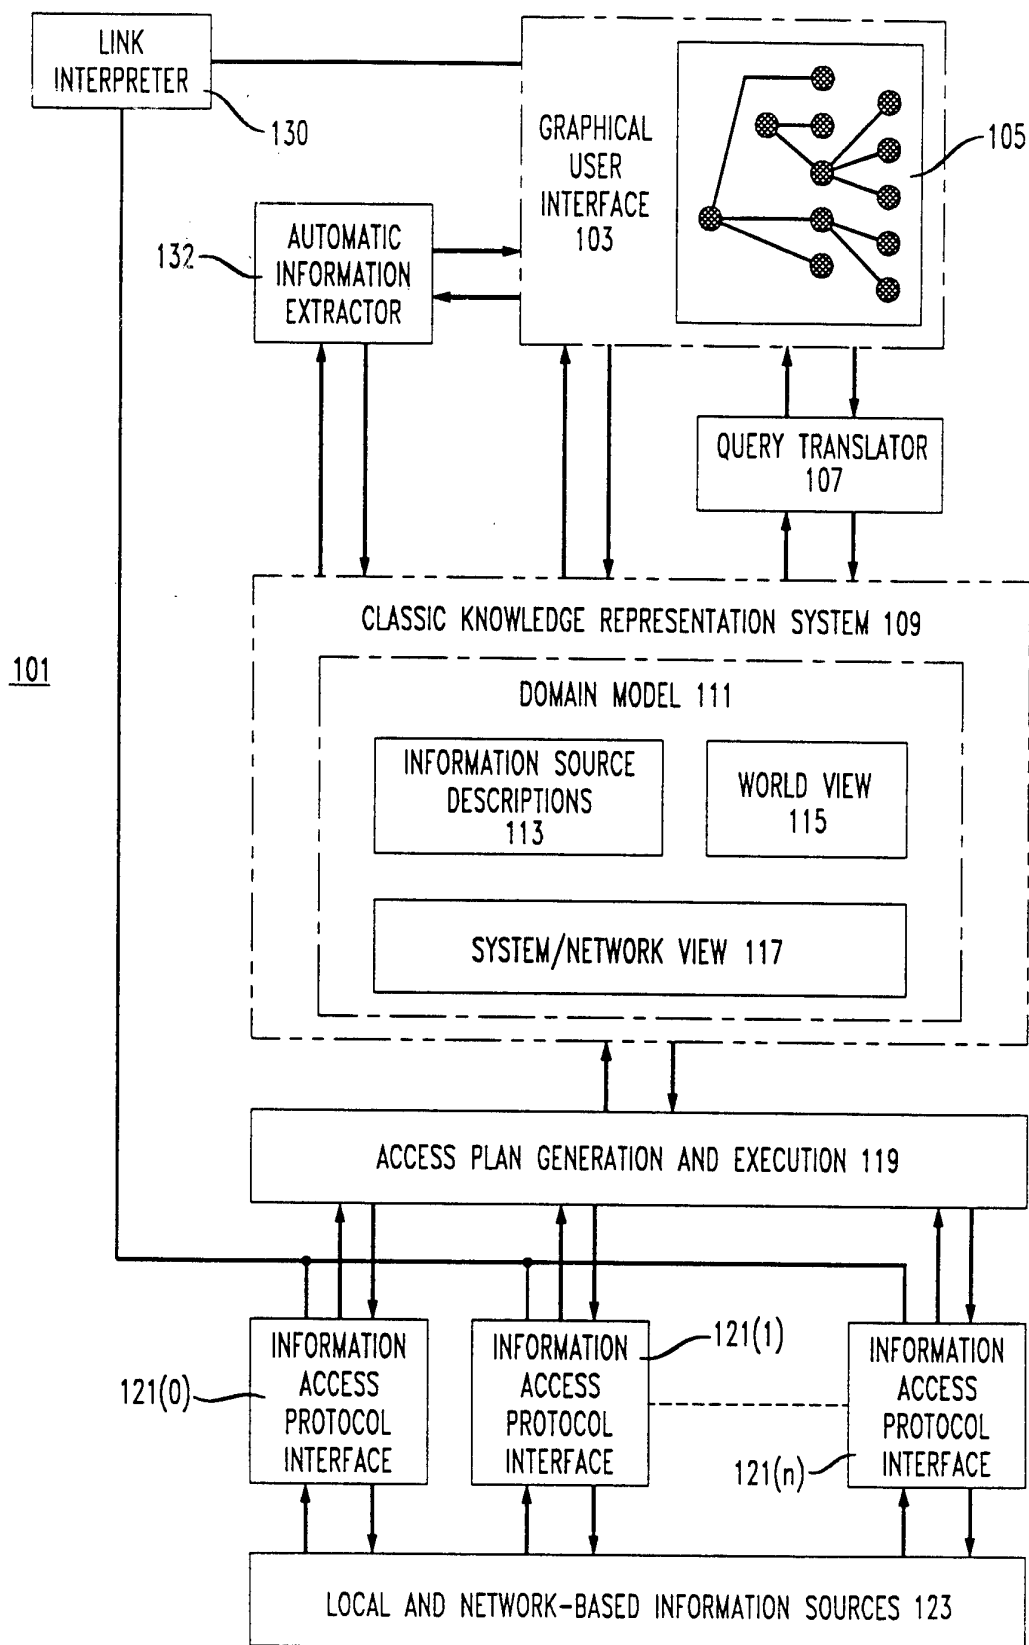 LINK
INTERPRETER
130
GRAPHICAL
USER
INTERFACE
103
105
132
AUTOMATIC
INFORMATION
EXTRACTOR
QUERY TRANSLATOR
107
101
CLASSIC KNOWLEDGE REPRESENTATION SYSTEM 109
DOMAIN MODEL 111
INFORMATION SOURCE
DESCRIPTIONS
113
WORLD VIEW
115
SYSTEM/NETWORK VIEW 117
ACCESS PLAN GENERATION AND EXECUTION 119
121(0)
INFORMATION
ACCESS
PROTOCOL
INTERFACE
INFORMATION
ACCESS
PROTOCOL
INTERFACE
121(1)
INFORMATION
ACCESS
PROTOCOL
INTERFACE
121(n)
LOCAL AND NETWORK-BASED INFORMATION SOURCES 123